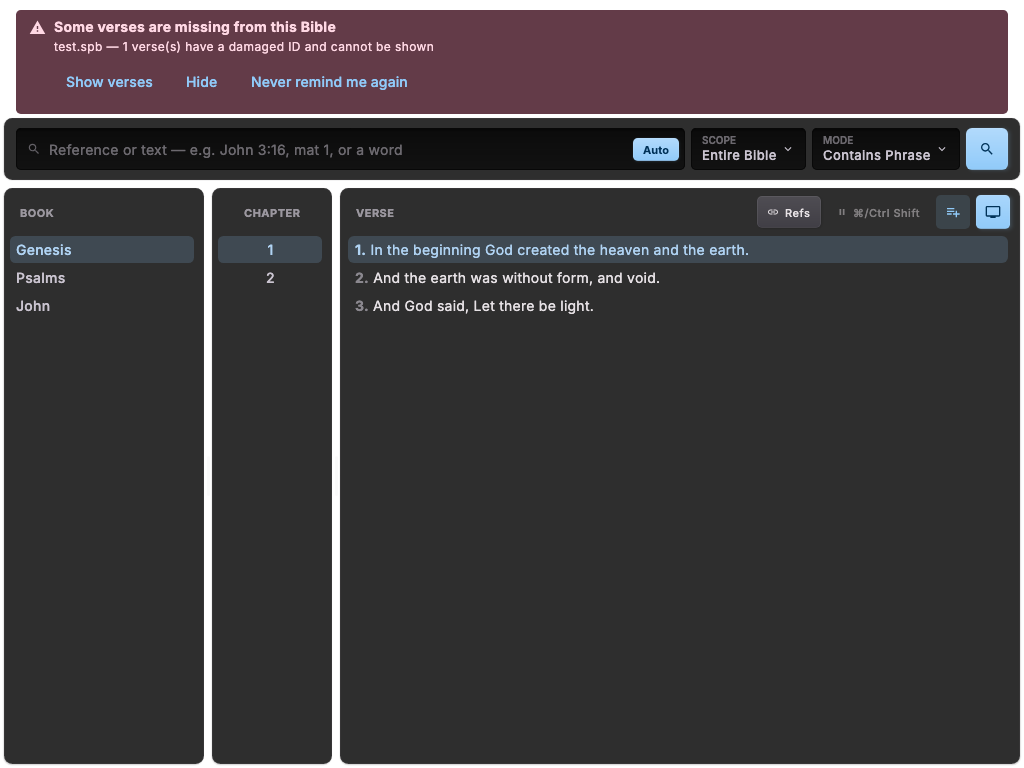 Some verses are missing from this Bible
test.spb — 1 verse(s) have a damaged ID and cannot be shown
Show verses Hide Never remind me again
Reference or text — e.g. John 3:16, mat 1, or a word
Auto
SCOPE
Entire Bible
MODE
Contains Phrase
BOOK
Genesis
Psalms
John
CHAPTER
1
2
VERSE
Refs
⌘/Ctrl Shift
1. In the beginning God created the heaven and the earth.
2. And the earth was without form, and void.
3. And God said, Let there be light.